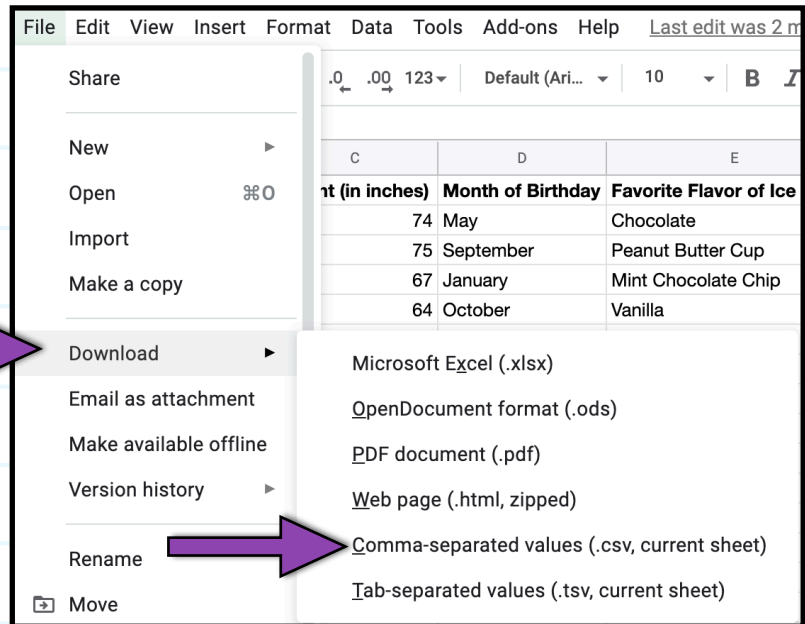 File Edit View Insert Format Data Tools Add-ons Help Last edit was 2 m
Share
.0 .00 123 Default (Ari... 10 B I
New
Open ⌘O
Import
Make a copy
C D E
nt (in inches) Month of Birthday Favorite Flavor of Ice
74 May Chocolate
75 September Peanut Butter Cup
67 January Mint Chocolate Chip
64 October Vanilla
Download
Email as attachment
Make available offline
Version history
Rename
Move
Microsoft Excel (.xlsx)
OpenDocument format (.ods)
PDF document (.pdf)
Web page (.html, zipped)
Comma-separated values (.csv, current sheet)
Tab-separated values (.tsv, current sheet)